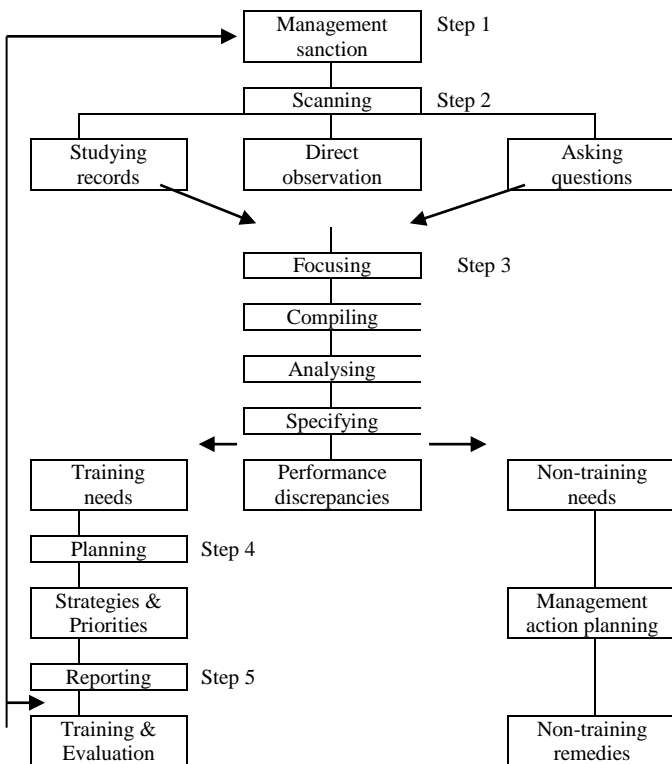 Management Step 1
sanction
Scanning Step 2
Studying Direct Asking
records observation questions
Focusing Step 3
Compiling
Analysing
Specifying
Training Performance Non-training
needs discrepancies needs
Planning Step 4
Strategies & Management
Priorities action planning
Reporting Step 5
Training & Non-training
Evaluation remedies